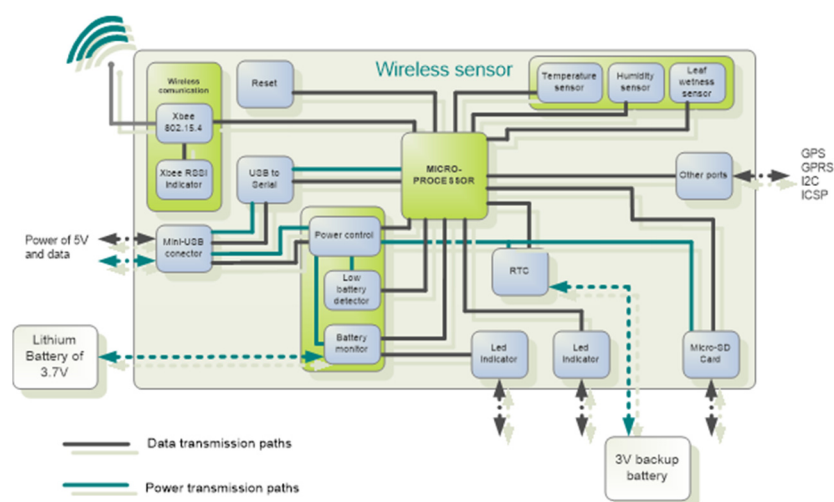 Wireless sensor
Wireless
comunication
Xbee
802.15.4
Xbee RSSI
indicator
Reset
USB to
Serial
MICRO-
PROCESSOR
Temperature
sensor
Humidity
sensor
Leaf
wetness
sensor
Other ports
GPS
GPRS
I2C
ICSP
Power of 5V
and data
Mini-USB
conector
Power control
Low
battery
detector
Battery
monitor
RTC
Lithium
Battery of
3.7V
Led
Indicator
Led
Indicator
Micro-SD
Card
3V backup
battery
Data transmission paths
Power transmission paths